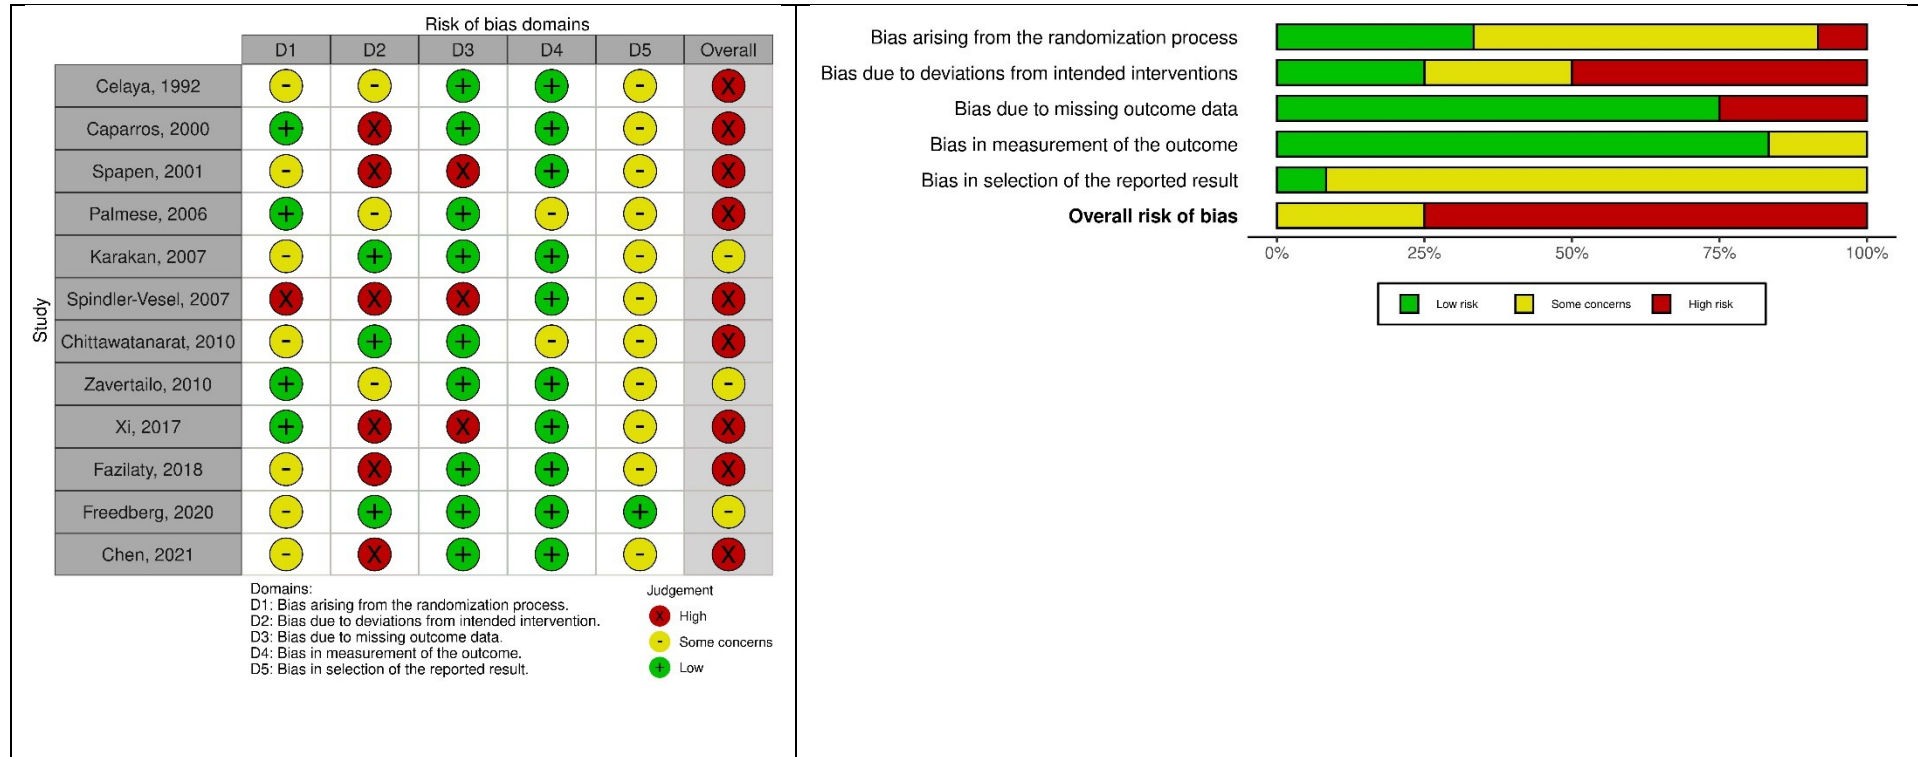 Risk of bias domains
D1 D2 D3 D4 D5 Overall
Study
Celaya, 1992 - - + + - X
Caparros, 2000 + X + + - X
Spapen, 2001 - X X + - X
Palmese, 2006 + - + - - X
Karakan, 2007 - + + + - -
Spindler-Vesel, 2007 X X X + - X
Chittawatanarat, 2010 - + + - - X
Zavertailo, 2010 + - + + - -
Xi, 2017 + X X + - X
Fazilaty, 2018 - X + + - X
Freedberg, 2020 - + + + + -
Chen, 2021 - X + + - X
Domains:
D1: Bias arising from the randomization process.
D2: Bias due to deviations from intended intervention.
D3: Bias due to missing outcome data.
D4: Bias in measurement of the outcome.
D5: Bias in selection of the reported result.
Judgement
X High
- Some concerns
+ Low
Bias arising from the randomization process
Bias due to deviations from intended interventions
Bias due to missing outcome data
Bias in measurement of the outcome
Bias in selection of the reported result
Overall risk of bias
0% 25% 50% 75% 100%
Low risk Some concerns High risk